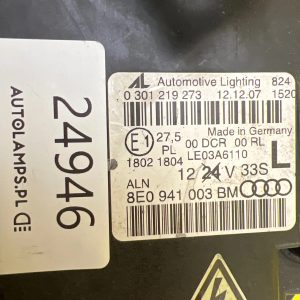 AL Automotive Lighting 824
0 301 219 273 12.12.07 1520
Made in Germany
E1 27,5 00 DCR 00 RL
PL LE03A6110
1802 1804
12 24 V 33S L
ALN
8E0 941 003 BM
24946
AUTOLAMPS.PL DE